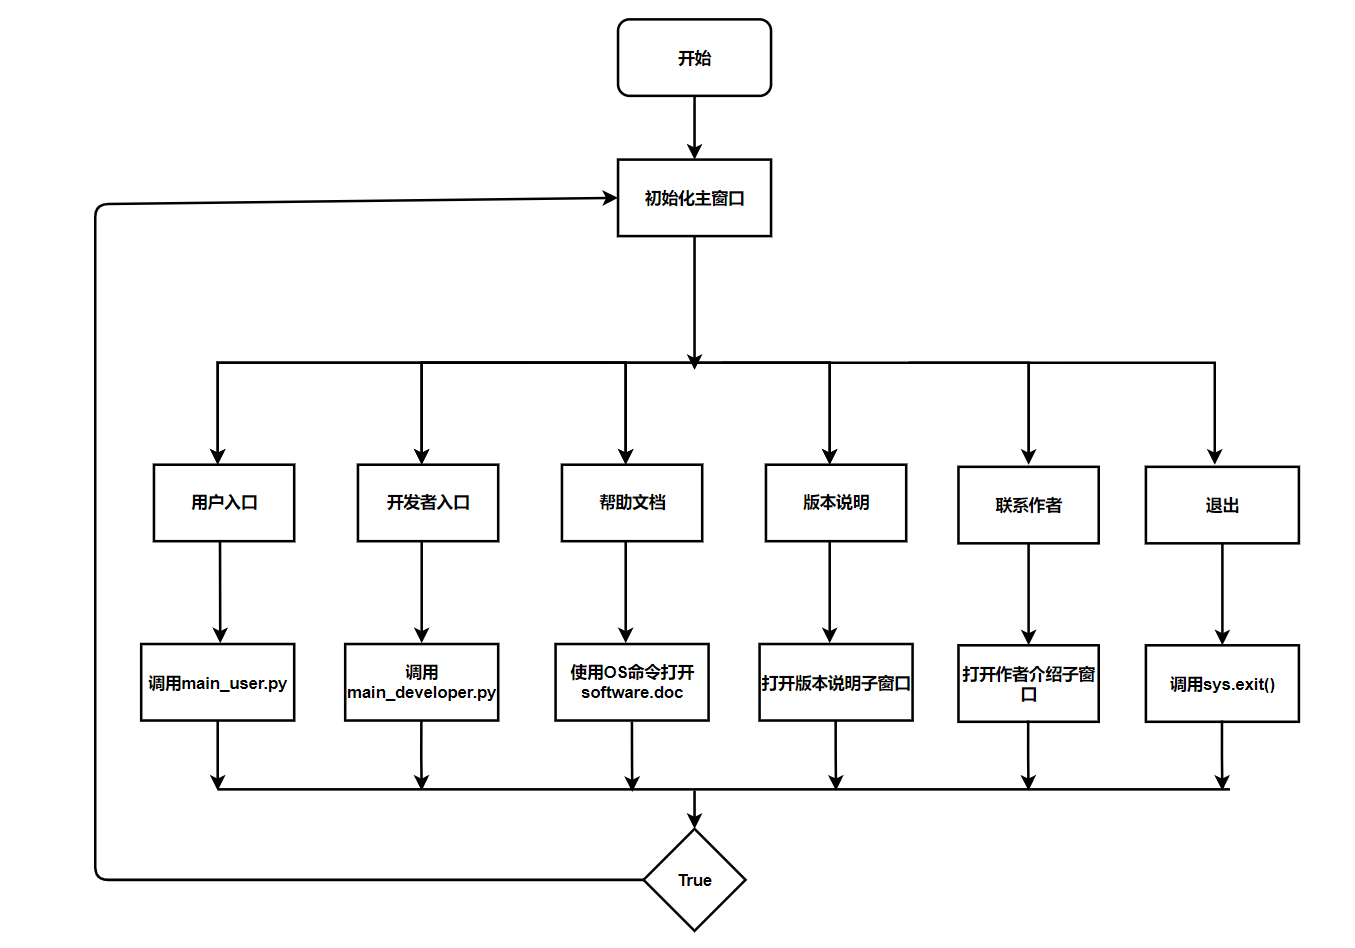 开始
初始化主窗口
用户入口
开发者入口
帮助文档
版本说明
联系作者
退出
调用main_user.py
调用
main_developer.py
使用OS命令打开
software.doc
打开版本说明子窗口
打开作者介绍子窗
口
调用sys.exit()
True